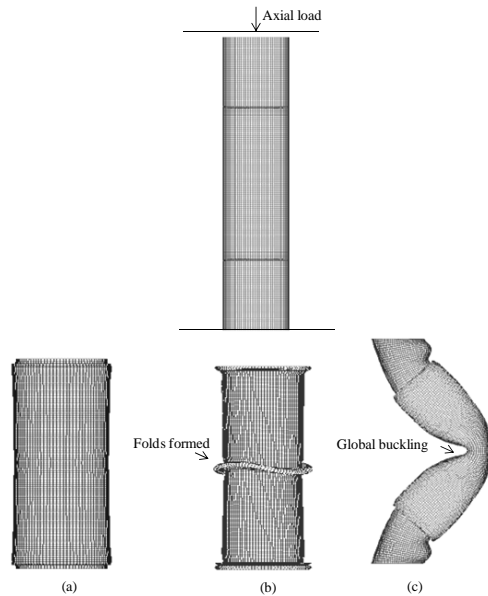 Axial load
Folds formed
Global buckling
(a)
(b)
(c)